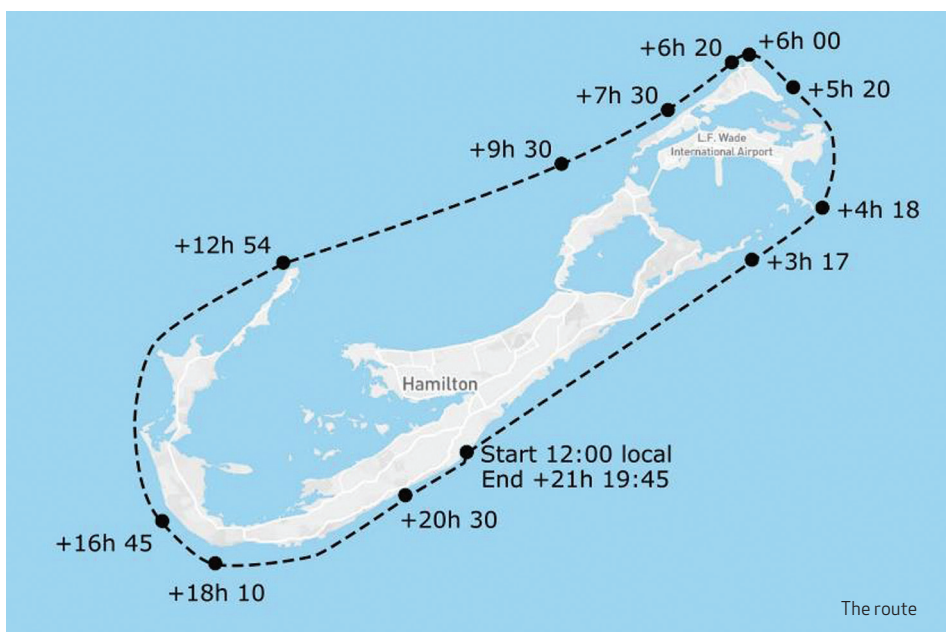 +6h 00
+6h 20
+5h 20
+7h 30
L.F. Wade
International Airport
+9h 30
+4h 18
+12h 54
+3h 17
Hamilton
Start 12:00 local
End +21h 19:45
+20h 30
+16h 45
+18h 10
The route